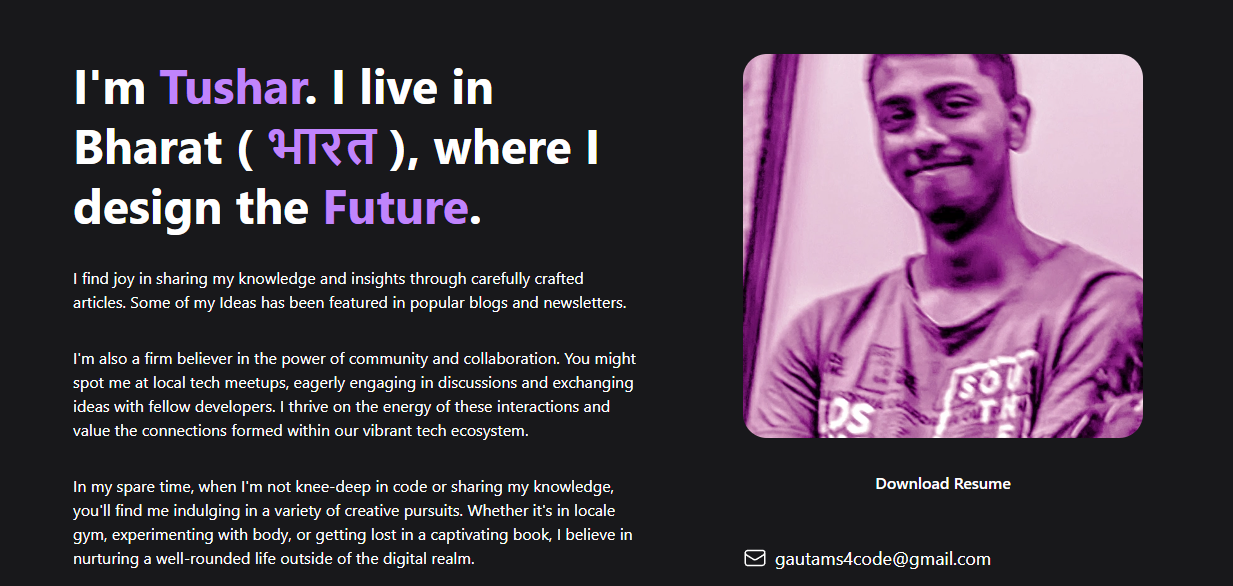 I'm Tushar. I live in
Bharat ( भारत ), where I
design the Future.
I find joy in sharing my knowledge and insights through carefully crafted
articles. Some of my Ideas has been featured in popular blogs and newsletters.
I'm also a firm believer in the power of community and collaboration. You might
spot me at local tech meetups, eagerly engaging in discussions and exchanging
ideas with fellow developers. I thrive on the energy of these interactions and
value the connections formed within our vibrant tech ecosystem.
In my spare time, when I'm not knee-deep in code or sharing my knowledge,
you'll find me indulging in a variety of creative pursuits. Whether it's in locale
gym, experimenting with body, or getting lost in a captivating book, I believe in
nurturing a well-rounded life outside of the digital realm.
SOU
TH
Download Resume
gautams4code@gmail.com